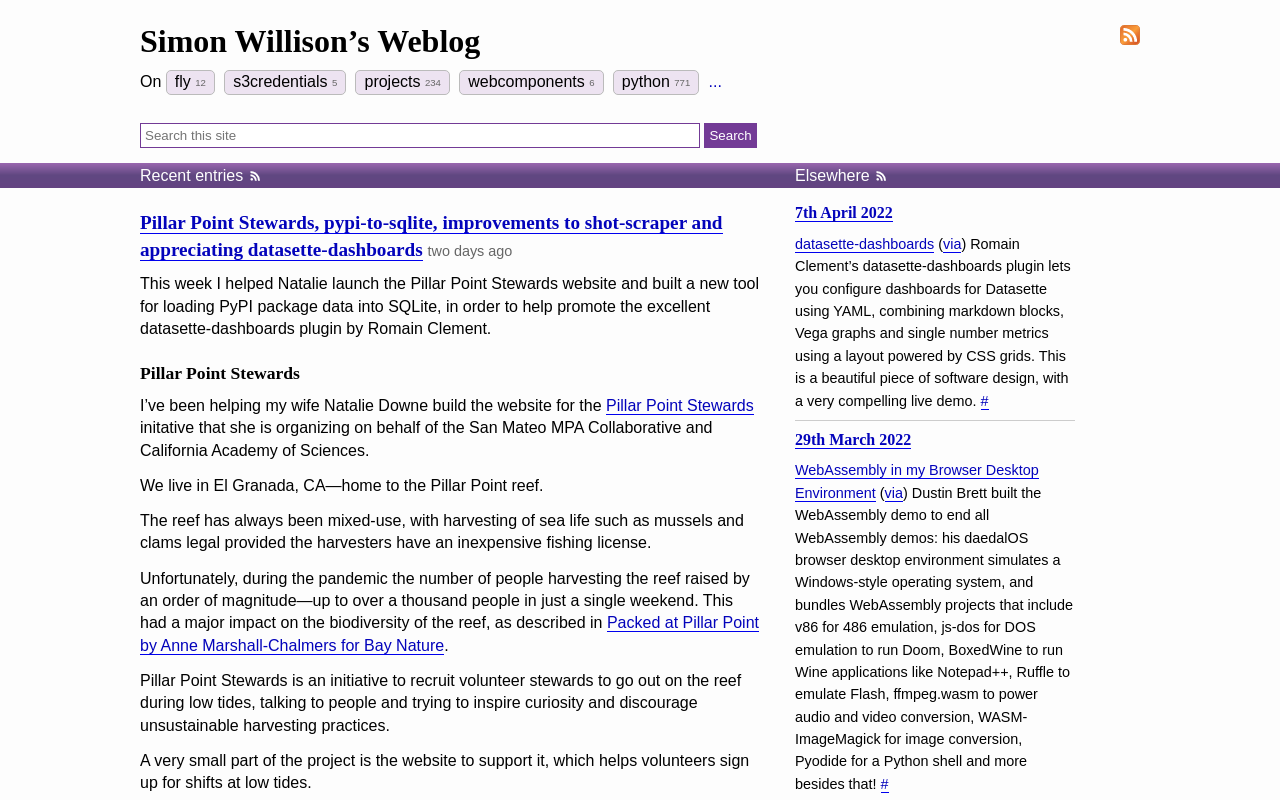 Simon Willison’s Weblog
On fly 12 s3credentials 5 projects 234 webcomponents 6 python 771 ...
Search this site Search
Recent entries
Pillar Point Stewards, pypi-to-sqlite, improvements to shot-scraper and
appreciating datasette-dashboards two days ago
This week I helped Natalie launch the Pillar Point Stewards website and built a new tool
for loading PyPI package data into SQLite, in order to help promote the excellent
datasette-dashboards plugin by Romain Clement.
Pillar Point Stewards
I’ve been helping my wife Natalie Downe build the website for the Pillar Point Stewards
initative that she is organizing on behalf of the San Mateo MPA Collaborative and
California Academy of Sciences.
We live in El Granada, CA—home to the Pillar Point reef.
The reef has always been mixed-use, with harvesting of sea life such as mussels and
clams legal provided the harvesters have an inexpensive fishing license.
Unfortunately, during the pandemic the number of people harvesting the reef raised by
an order of magnitude—up to over a thousand people in just a single weekend. This
had a major impact on the biodiversity of the reef, as described in Packed at Pillar Point
by Anne Marshall-Chalmers for Bay Nature.
Pillar Point Stewards is an initiative to recruit volunteer stewards to go out on the reef
during low tides, talking to people and trying to inspire curiosity and discourage
unsustainable harvesting practices.
A very small part of the project is the website to support it, which helps volunteers sign
up for shifts at low tides.
Elsewhere
7th April 2022
datasette-dashboards (via) Romain
Clement’s datasette-dashboards plugin lets
you configure dashboards for Datasette
using YAML, combining markdown blocks,
Vega graphs and single number metrics
using a layout powered by CSS grids. This
is a beautiful piece of software design, with
a very compelling live demo. #
29th March 2022
WebAssembly in my Browser Desktop
Environment (via) Dustin Brett built the
WebAssembly demo to end all
WebAssembly demos: his daedalOS
browser desktop environment simulates a
Windows-style operating system, and
bundles WebAssembly projects that include
v86 for 486 emulation, js-dos for DOS
emulation to run Doom, BoxedWine to run
Wine applications like Notepad++, Ruffle to
emulate Flash, ffmpeg.wasm to power
audio and video conversion, WASM-
ImageMagick for image conversion,
Pyodide for a Python shell and more
besides that! #